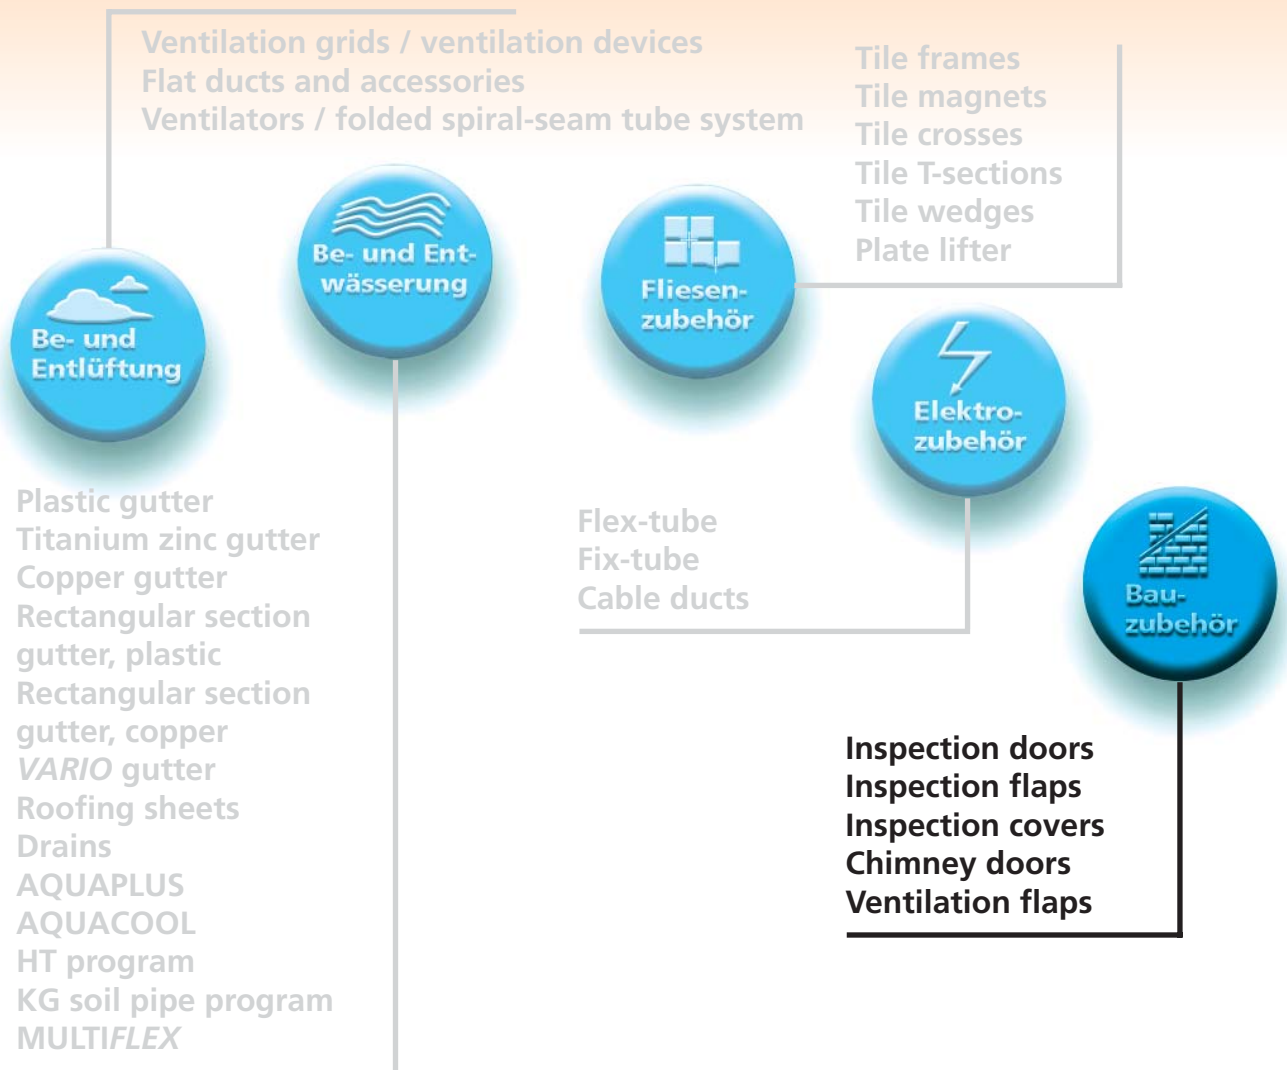 Ventilation grids / ventilation devices
Flat ducts and accessories
Ventilators / folded spiral-seam tube system
Tile frames
Tile magnets
Tile crosses
Tile T-sections
Tile wedges
Plate lifter
Be- und
Entlüftung
Be- und Ent-
wässerung
Fliesen-
zubehör
Elektro-
zubehör
Bau-
zubehör
Plastic gutter
Titanium zinc gutter
Copper gutter
Rectangular section
gutter, plastic
Rectangular section
gutter, copper
VARIO gutter
Roofing sheets
Drains
AQUAPLUS
AQUACOOL
HT program
KG soil pipe program
MULTIFLEX
Flex-tube
Fix-tube
Cable ducts
Inspection doors
Inspection flaps
Inspection covers
Chimney doors
Ventilation flaps